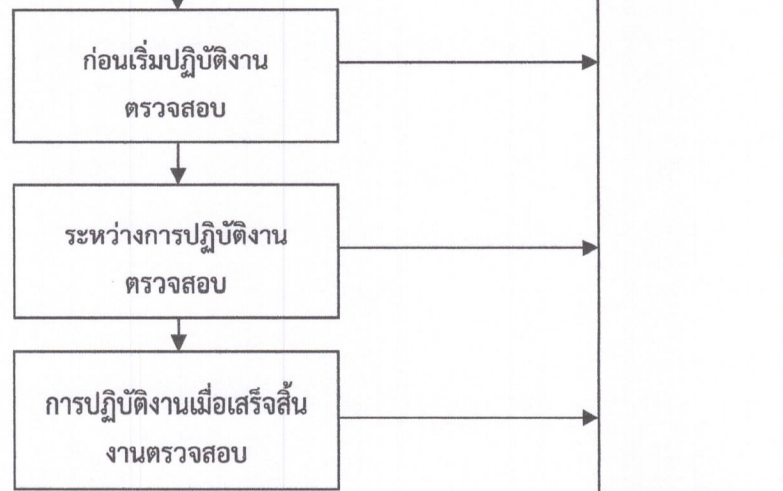 ก่อนเริ่มปฏิบัติงาน
ตรวจสอบ
ระหว่างการปฏิบัติงาน
ตรวจสอบ
การปฏิบัติงานเมื่อเสร็จสิ้น
งานตรวจสอบ